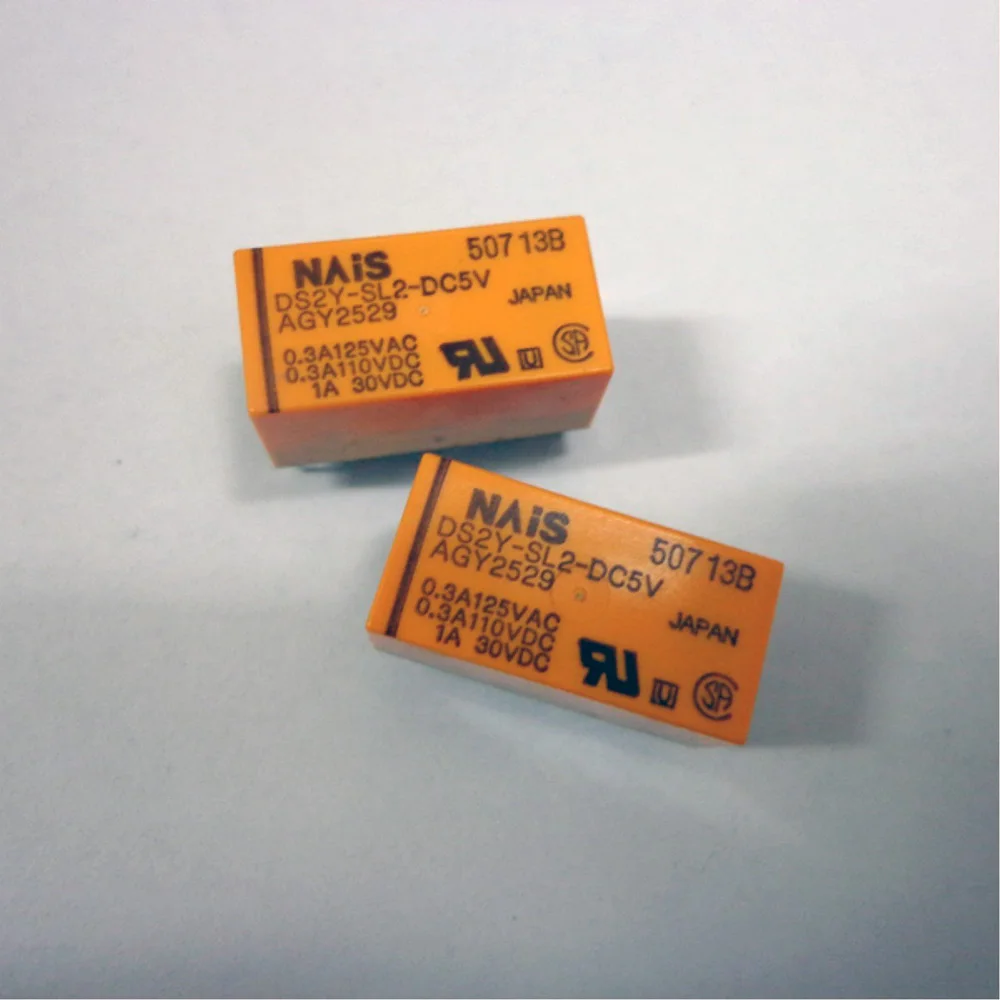 NAiS
50713B
DS2Y-SL2-DC5V
JAPAN
AGY2529
0.3A125VAC
0.3A110VDC
1A 30VDC
NAiS
50713B
DS2Y-SL2-DC5V
AGY2529
JAPAN
0.3A125VAC
0.3A110VDC
1A 30VDC